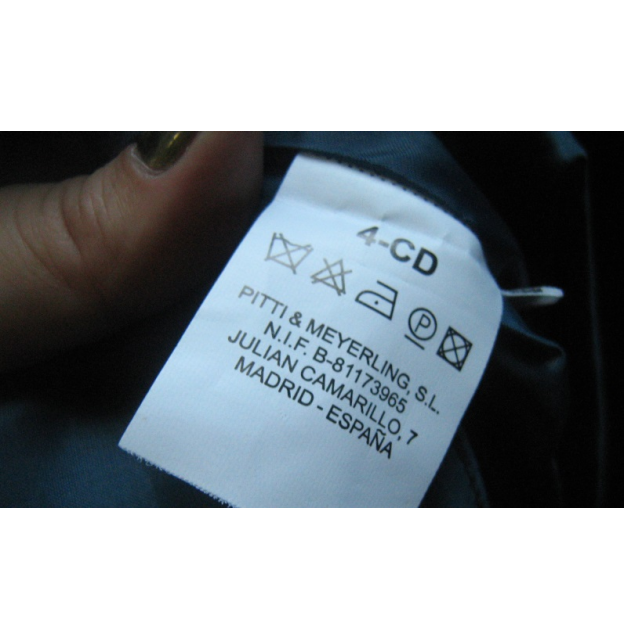 4-CD
P
PITTI & MEYERLING, S.L.
N.I.F. B-81173965
JULIAN CAMARILLO, 7
MADRID - ESPAÑA